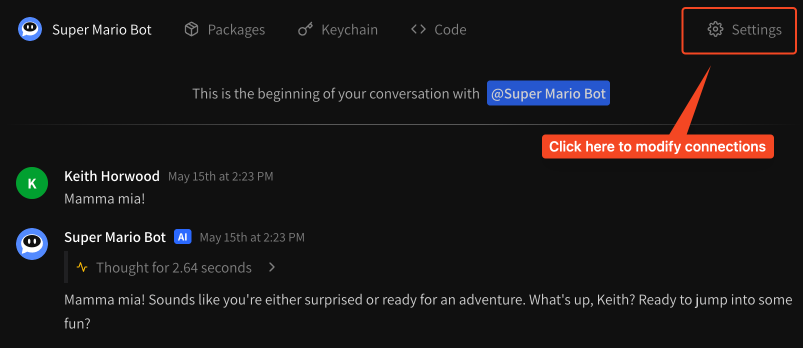 Super Mario Bot Packages Keychain Code Settings
This is the beginning of your conversation with @Super Mario Bot
Click here to modify connections
K Keith Horwood May 15th at 2:23 PM
Mamma mia!
Super Mario Bot AI May 15th at 2:23 PM
Thought for 2.64 seconds
Mamma mia! Sounds like you're either surprised or ready for an adventure. What's up, Keith? Ready to jump into some
fun?